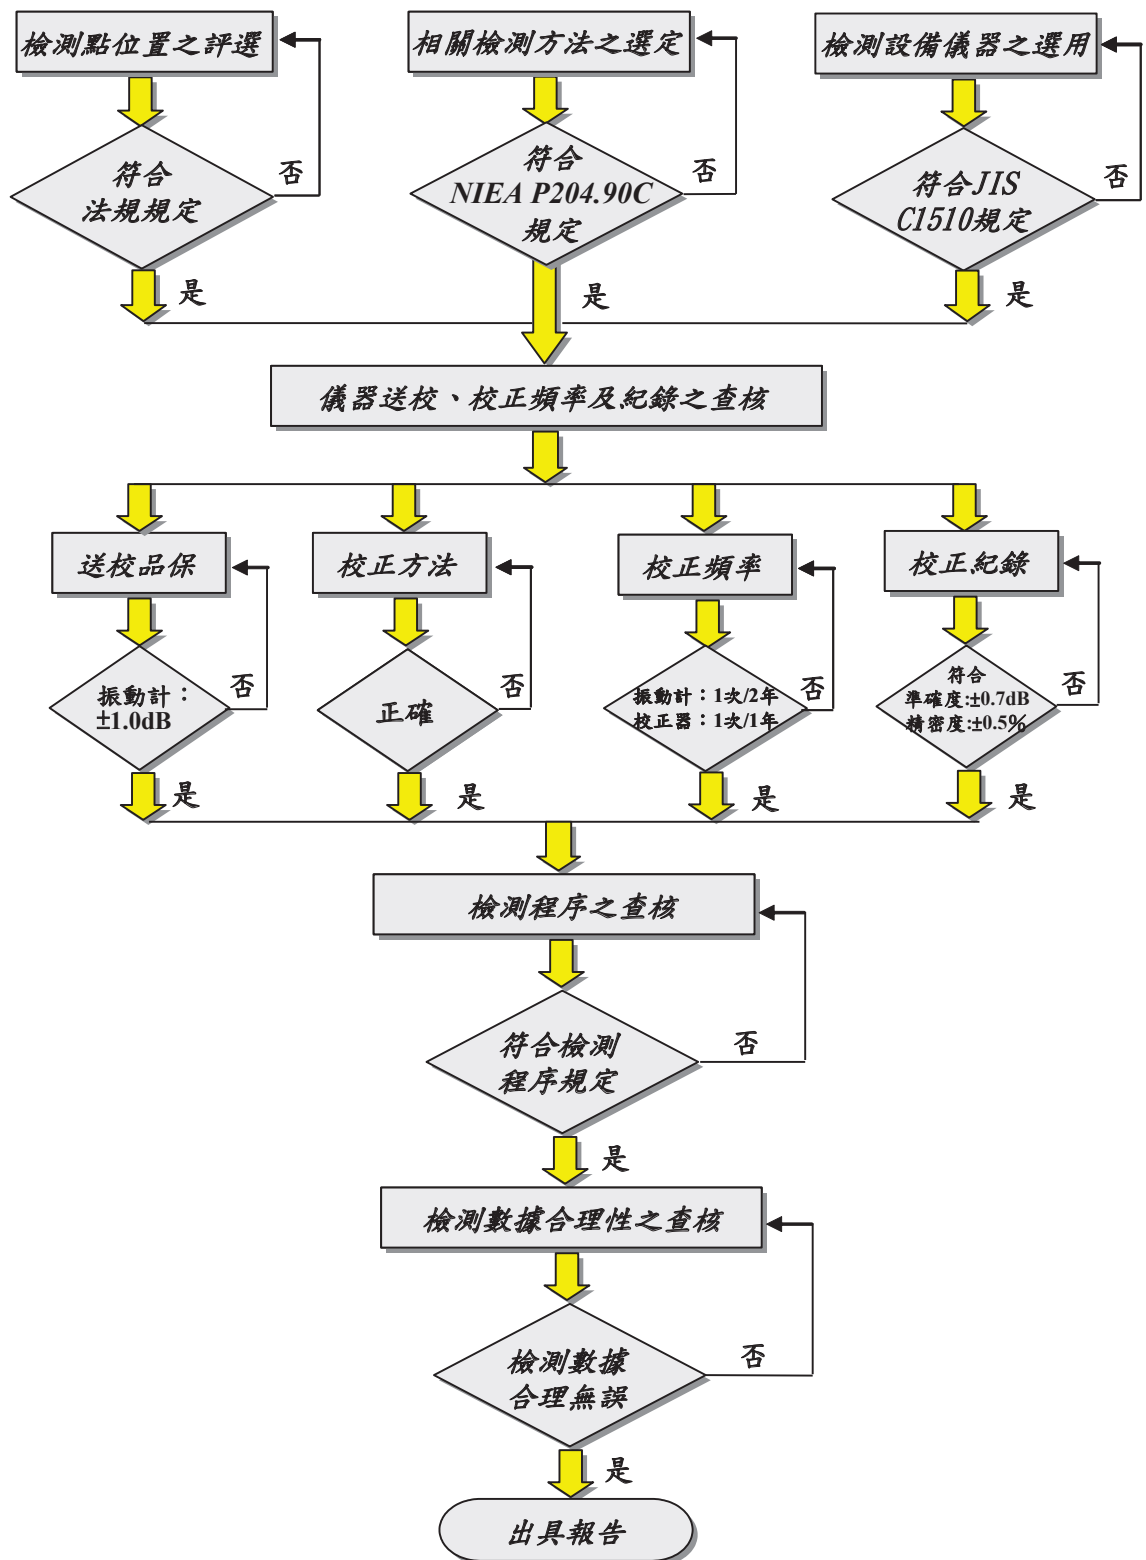 檢測點位置之評選
相關檢測方法之選定
檢測設備儀器之選用
符合
法規規定
否
符合
NIEA P204.90C
規定
否
符合JIS
C1510規定
否
是
是
是
儀器送校、校正頻率及紀錄之查核
送校品保
校正方法
校正頻率
校正紀錄
振動計：
±1.0dB
否
正確
否
振動計：1次/2年
校正器：1次/1年
否
符合
準確度:±0.7dB
精密度:±0.5%
否
是
是
是
是
檢測程序之查核
符合檢測
程序規定
否
是
檢測數據合理性之查核
檢測數據
合理無誤
否
是
出具報告